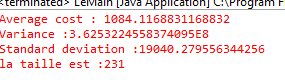 <terminated> LeMain [Java Application] C:\Program F
Average cost : 1084.1168831168832
Variance :3.6253224558374095E8
Standard deviation :19040.279556344256
la taille est :231